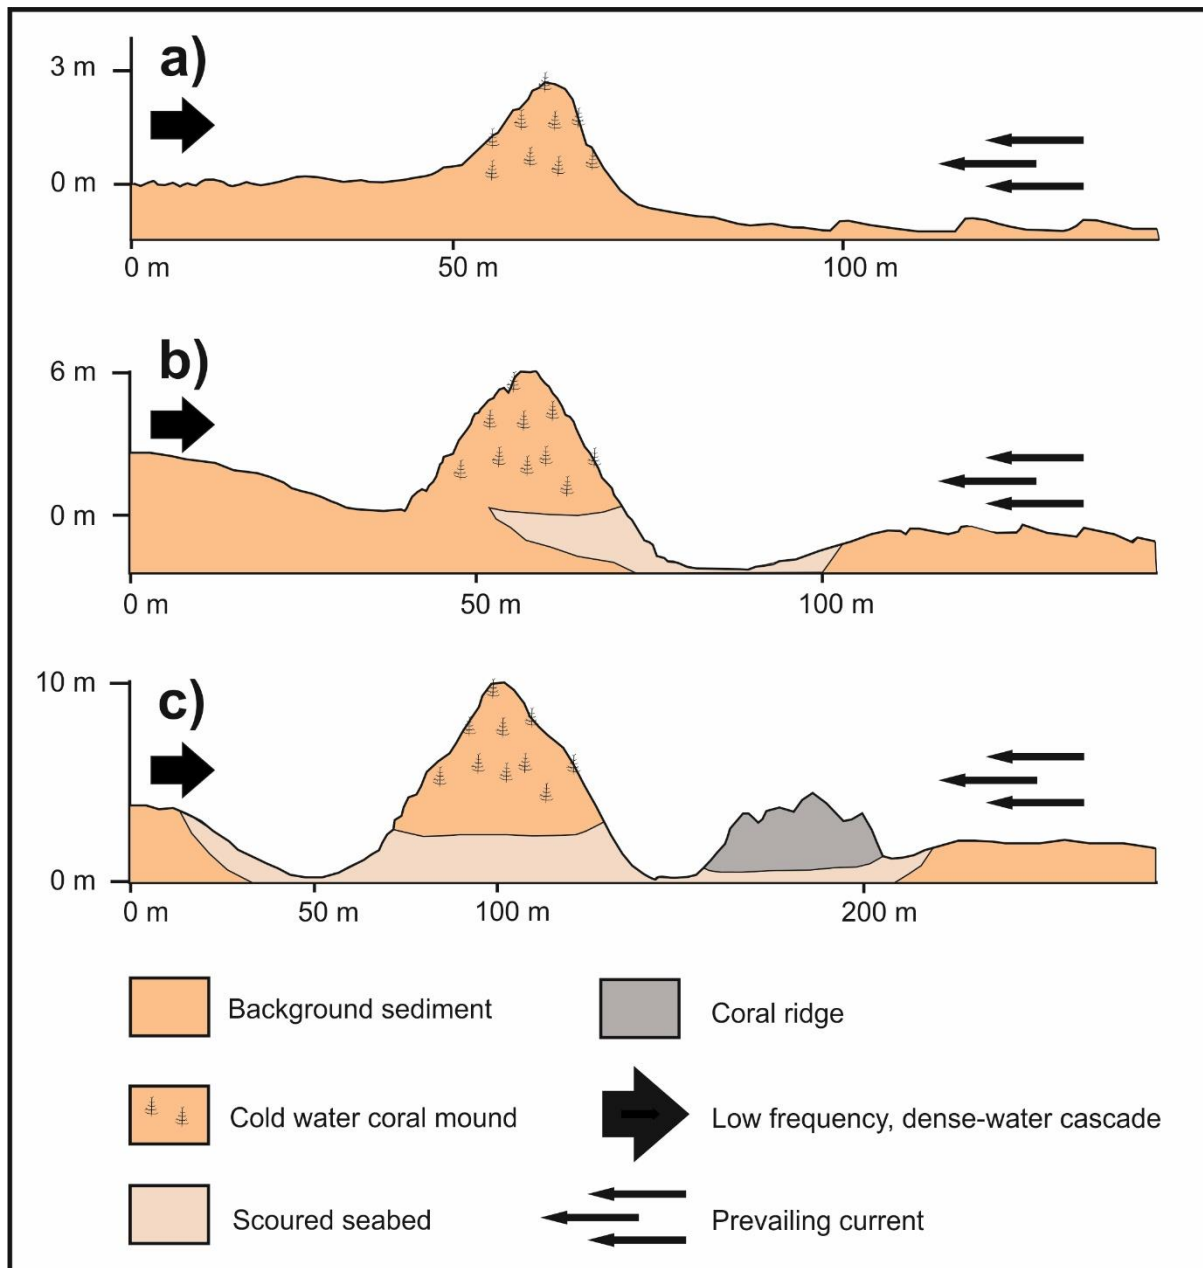 a)
3 m
0 m
0 m 50 m 100 m
b)
6 m
0 m
0 m 50 m 100 m
c)
10 m
0 m
0 m 50 m 100 m 200 m
Background sediment
Coral ridge
Cold water coral mound
Low frequency, dense-water cascade
Scoured seabed
Prevailing current